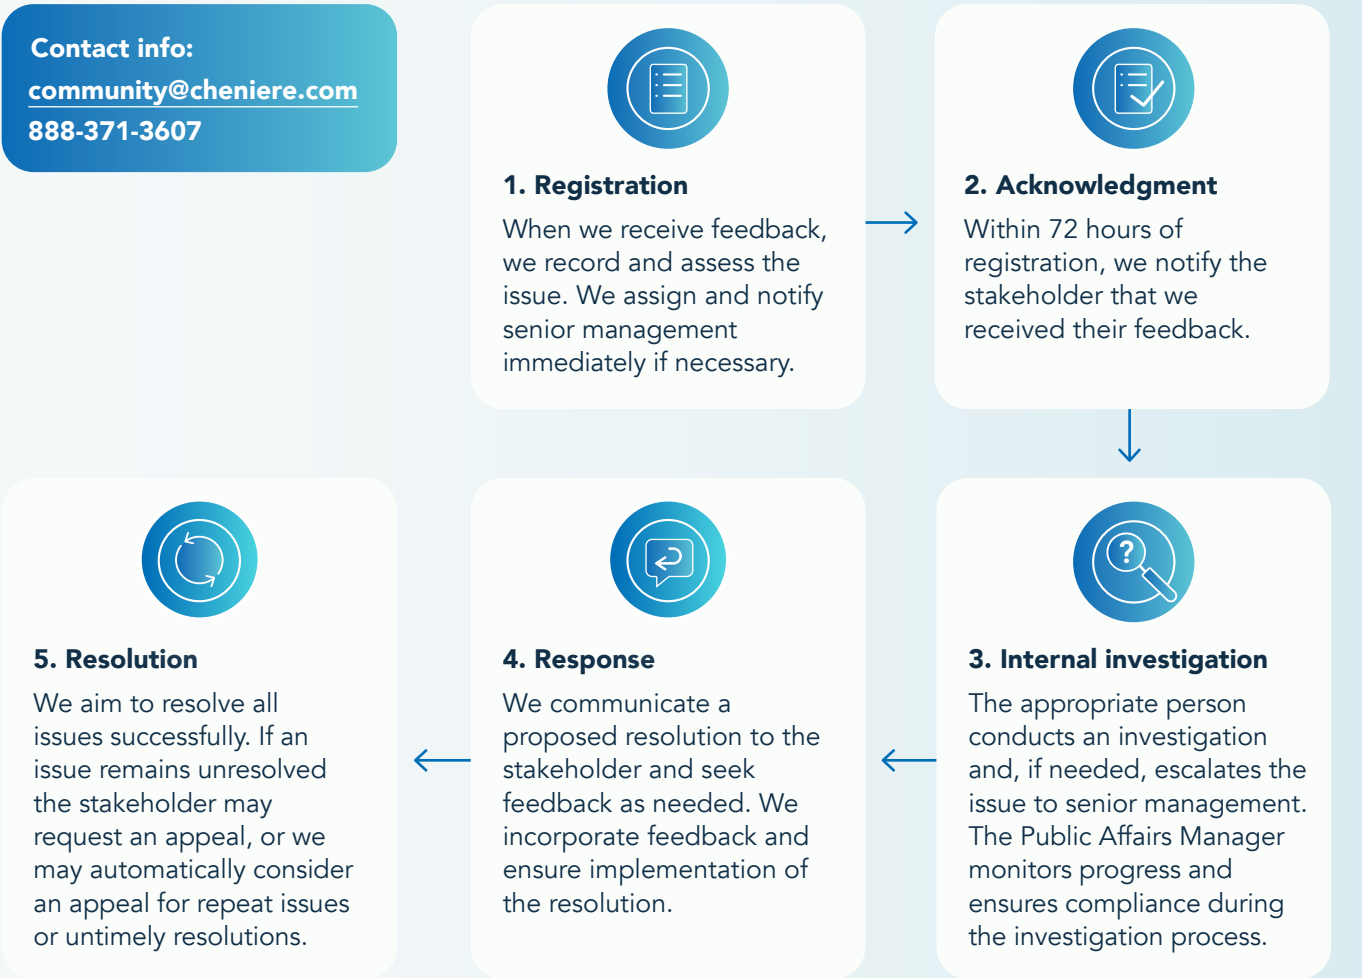 Contact info:
community@cheniere.com
888-371-3607
1. Registration
When we receive feedback,
we record and assess the
issue. We assign and notify
senior management
immediately if necessary.
2. Acknowledgment
Within 72 hours of
registration, we notify the
stakeholder that we
received their feedback.
?
3. Internal investigation
The appropriate person
conducts an investigation
and, if needed, escalates the
issue to senior management.
The Public Affairs Manager
monitors progress and
ensures compliance during
the investigation process.
4. Response
We communicate a
proposed resolution to the
stakeholder and seek
feedback as needed. We
incorporate feedback and
ensure implementation of
the resolution.
5. Resolution
We aim to resolve all
issues successfully. If an
issue remains unresolved
the stakeholder may
request an appeal, or we
may automatically consider
an appeal for repeat issues
or untimely resolutions.